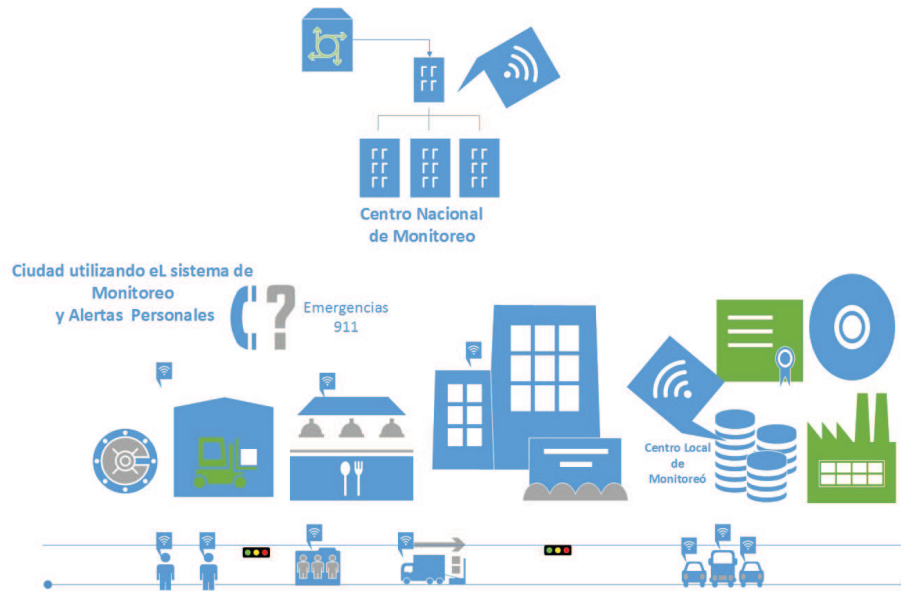 Centro Nacional
de Monitoreo
Ciudad utilizando eL sistema de
Monitoreo
y Alertas Personales
Emergencias
911
Centro Local
de
Monitoreó